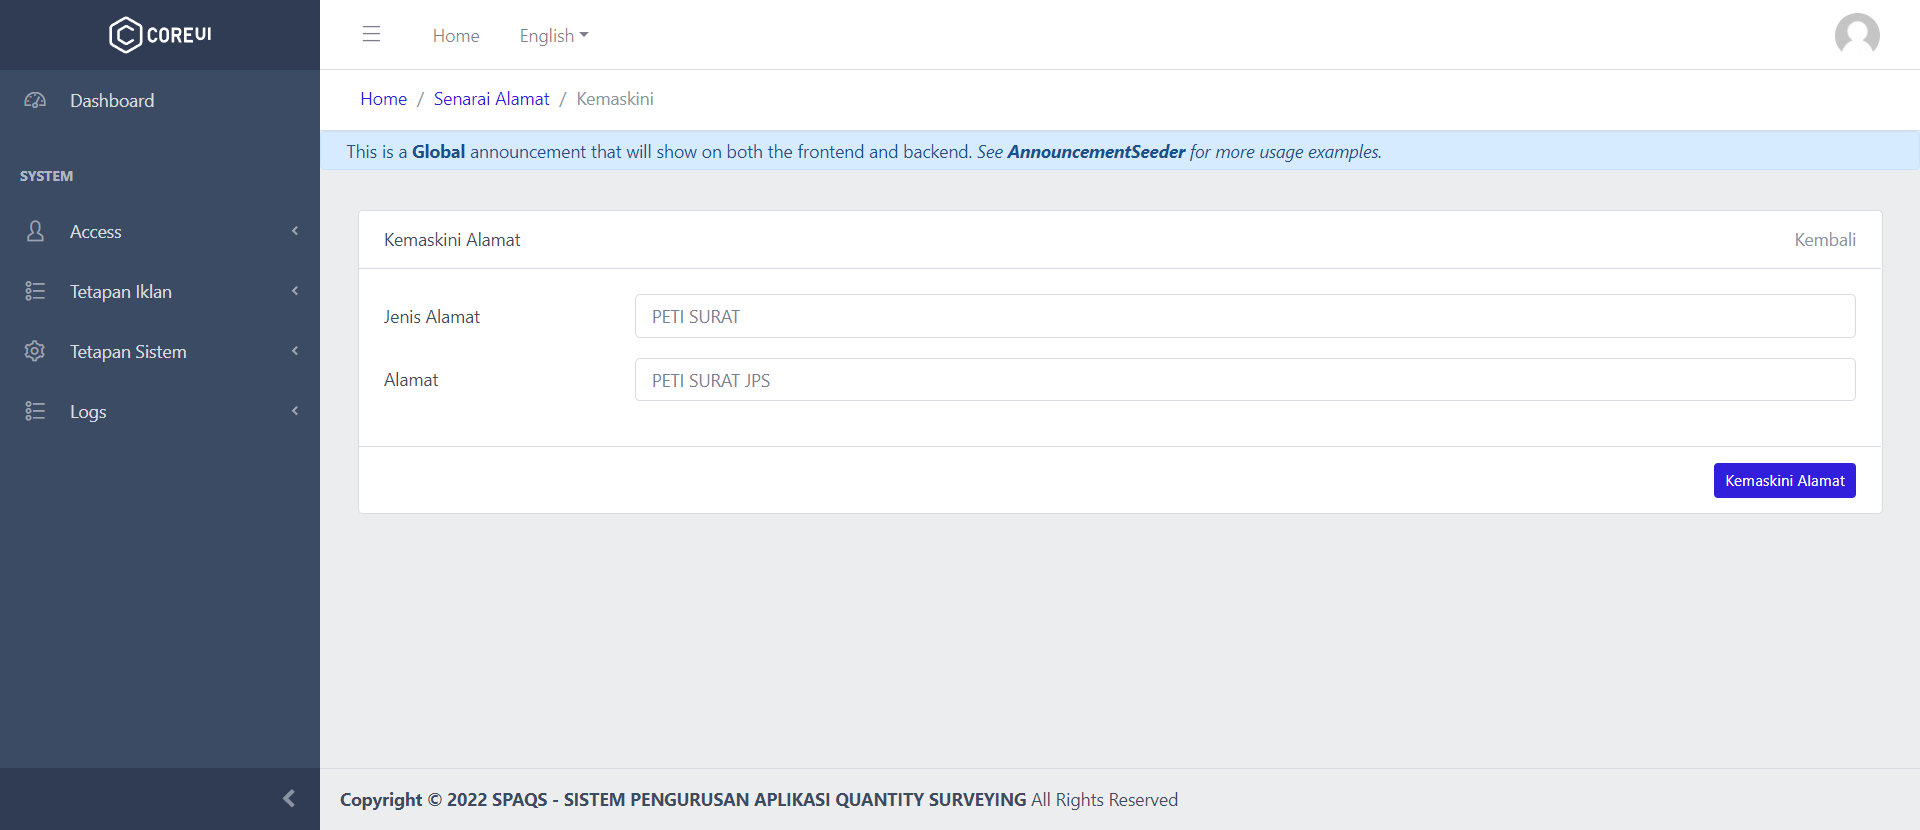 COREUI
Home
English
Dashboard
SYSTEM
Access
Tetapan Iklan
Tetapan Sistem
Logs
Home / Senarai Alamat / Kemaskini
This is a Global announcement that will show on both the frontend and backend. See AnnouncementSeeder for more usage examples.
Kemaskini Alamat
Kembali
Jenis Alamat
PETI SURAT
Alamat
PETI SURAT JPS
Kemaskini Alamat
Copyright © 2022 SPAQS - SISTEM PENGURUSAN APLIKASI QUANTITY SURVEYING All Rights Reserved